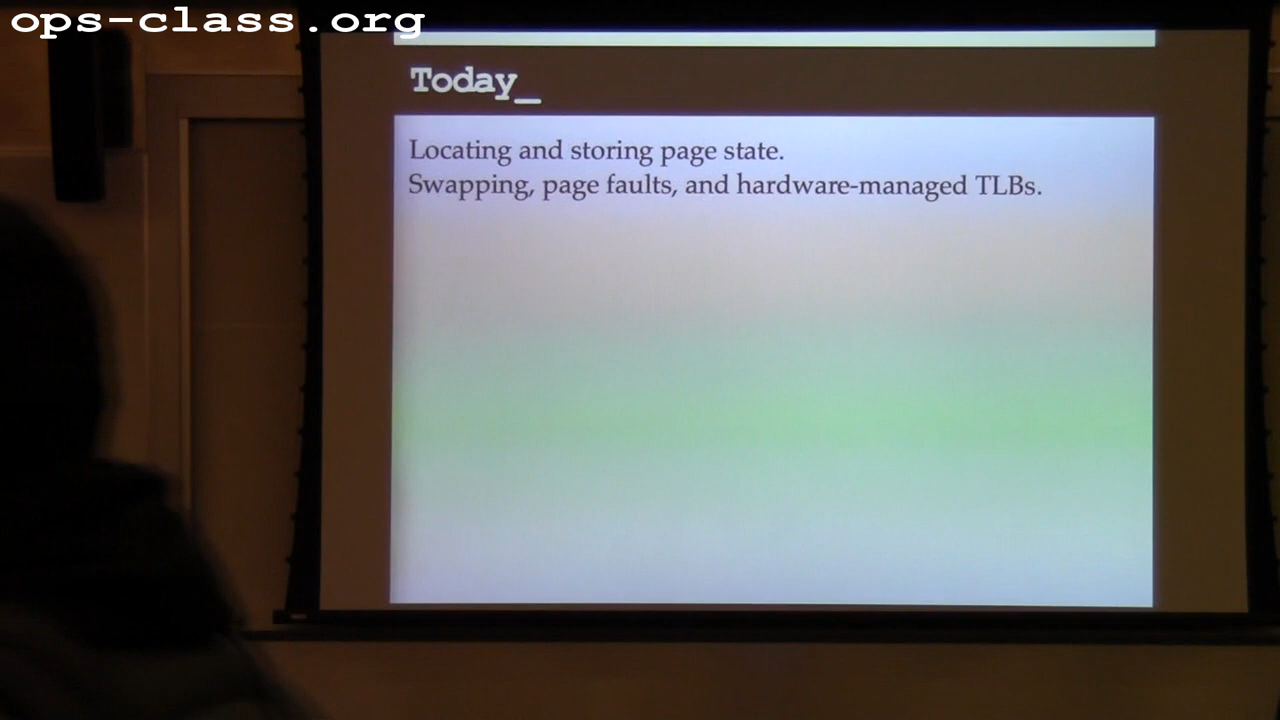 ops-class.org
Today_
Locating and storing page state.
Swapping, page faults, and hardware-managed TLBs.